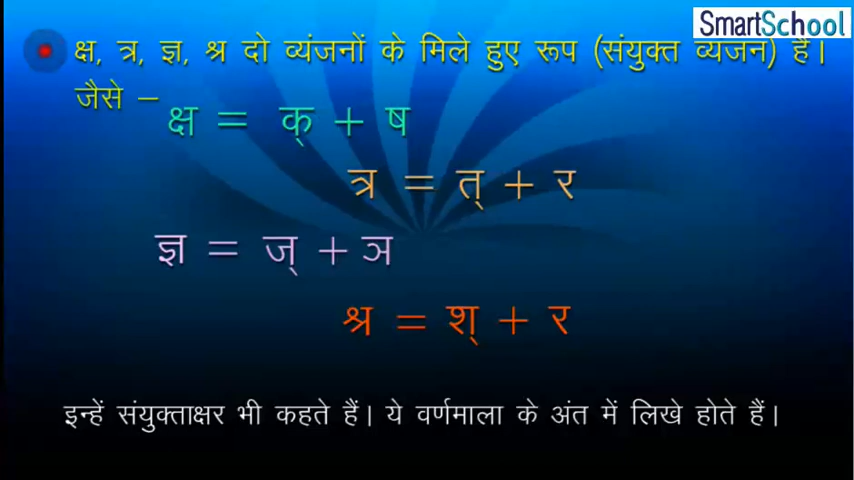 SmartSchool
क्ष, त्र, ज्ञ, श्र दो व्यंजनों के मिले हुए रूप (संयुक्त व्यंजन) हैं।
जैसे –
क्ष = क् + ष
त्र = त् + र
ज्ञ = ज् + ञ
श्र = श् + र
इन्हें संयुक्ताक्षर भी कहते हैं। ये वर्णमाला के अंत में लिखे होते हैं।